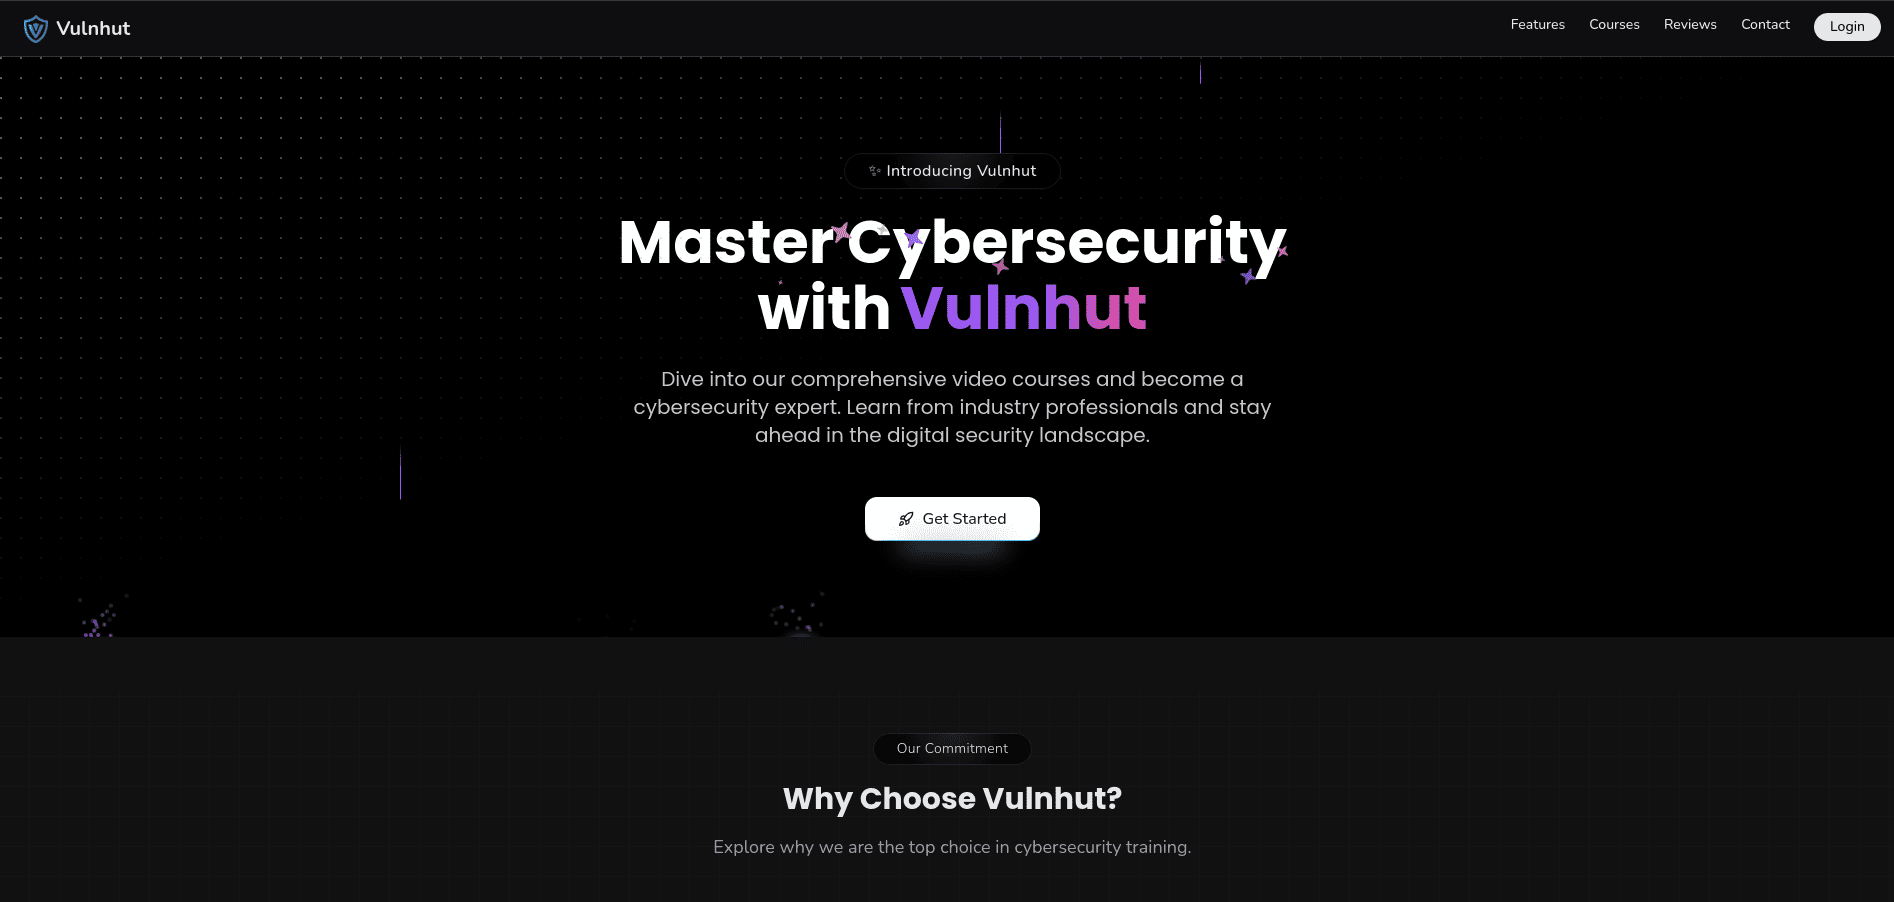 Vulnhut
Features
Courses
Reviews
Contact
Login
✨ Introducing Vulnhut
Master Cybersecurity
with Vulnhut
Dive into our comprehensive video courses and become a
cybersecurity expert. Learn from industry professionals and stay
ahead in the digital security landscape.
Get Started
Our Commitment
Why Choose Vulnhut?
Explore why we are the top choice in cybersecurity training.